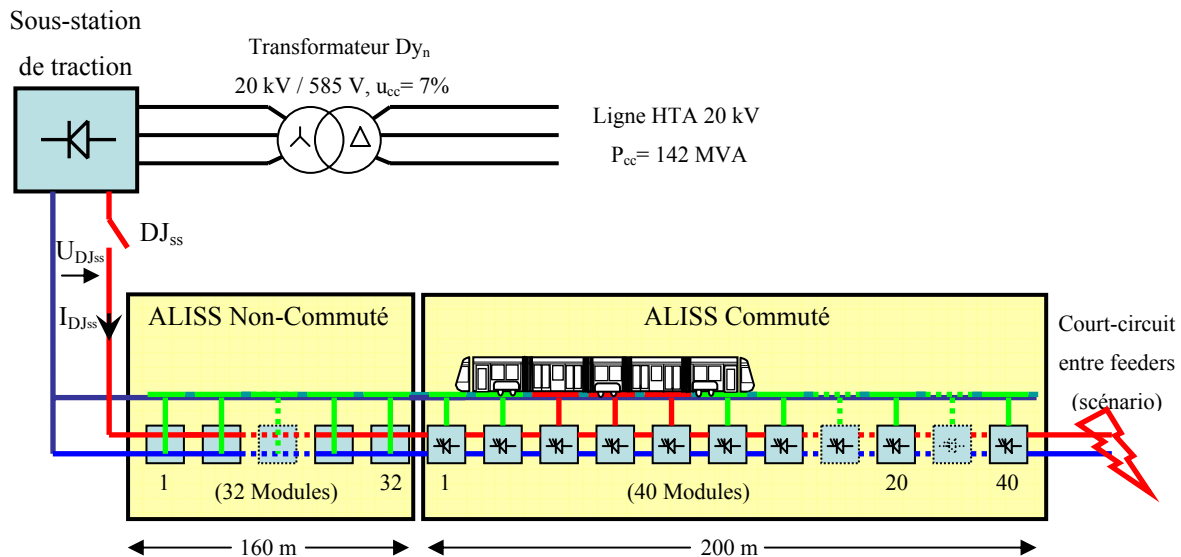 Sous-station
de traction
Transformateur Dyn
20 kV / 585 V, ucc= 7%
Ligne HTA 20 kV
Pcc= 142 MVA
DJss
UDJss
IDJss
ALISS Non-Commuté
ALISS Commuté
Court-circuit
entre feeders
(scénario)
1 (32 Modules) 32
1 (40 Modules) 20 40
160 m
200 m